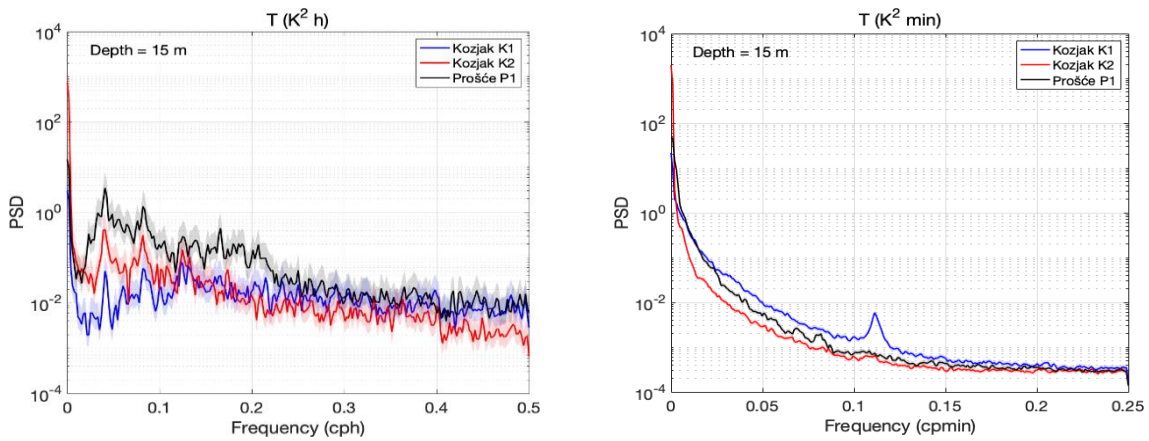 T (K² h)
10⁴
10²
10⁰
10⁻²
10⁻⁴
PSD
Depth = 15 m
Kozjak K1
Kozjak K2
Prošće P1
0 0.1 0.2 0.3 0.4 0.5
Frequency (cph)
T (K² min)
10⁴
10²
10⁰
10⁻²
10⁻⁴
PSD
Depth = 15 m
Kozjak K1
Kozjak K2
Prošće P1
0 0.05 0.1 0.15 0.2 0.25
Frequency (cpmin)